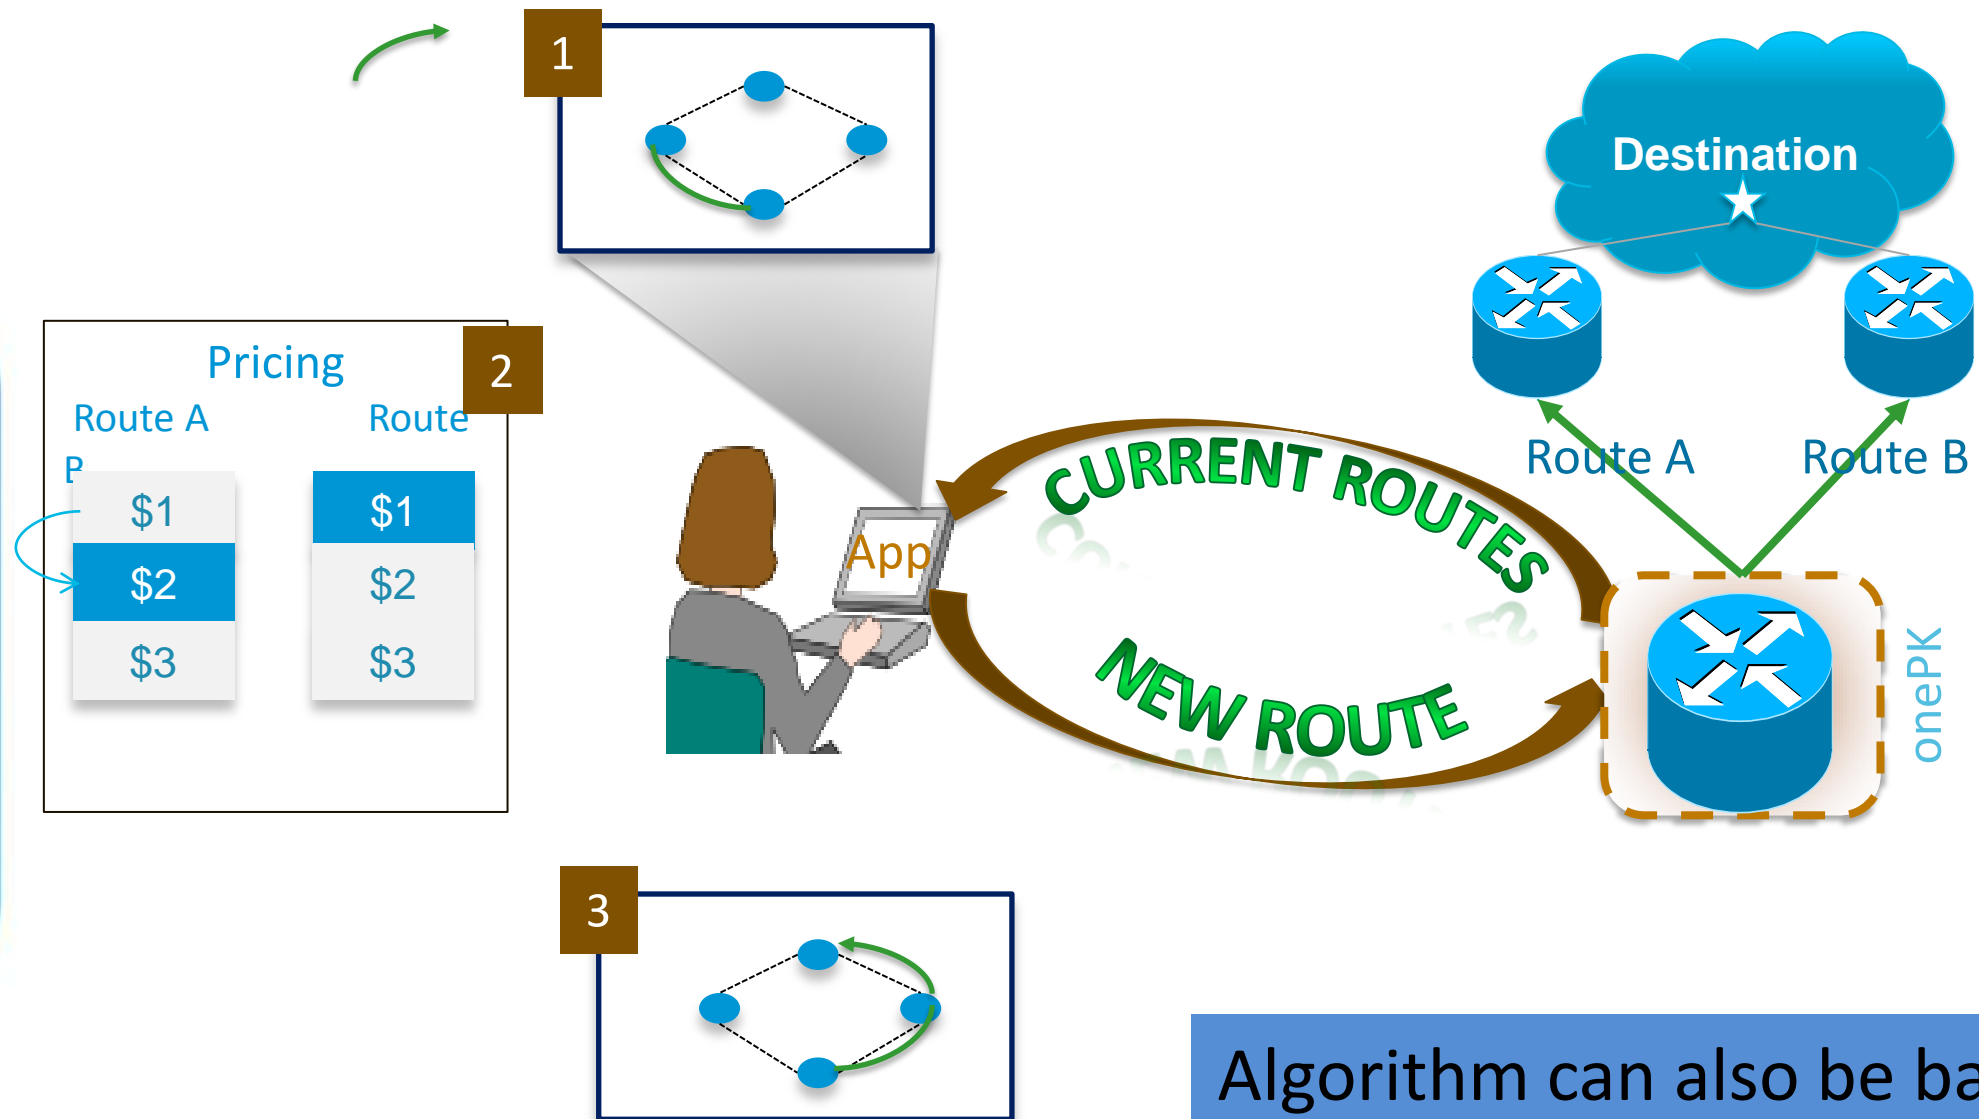 1
Destination
Pricing
2
Route A Route
B
$1 $1
$2 $2
$3 $3
App
CURRENT ROUTES
NEW ROUTE
Route A
Route B
onePK
3
Algorithm can also be ba